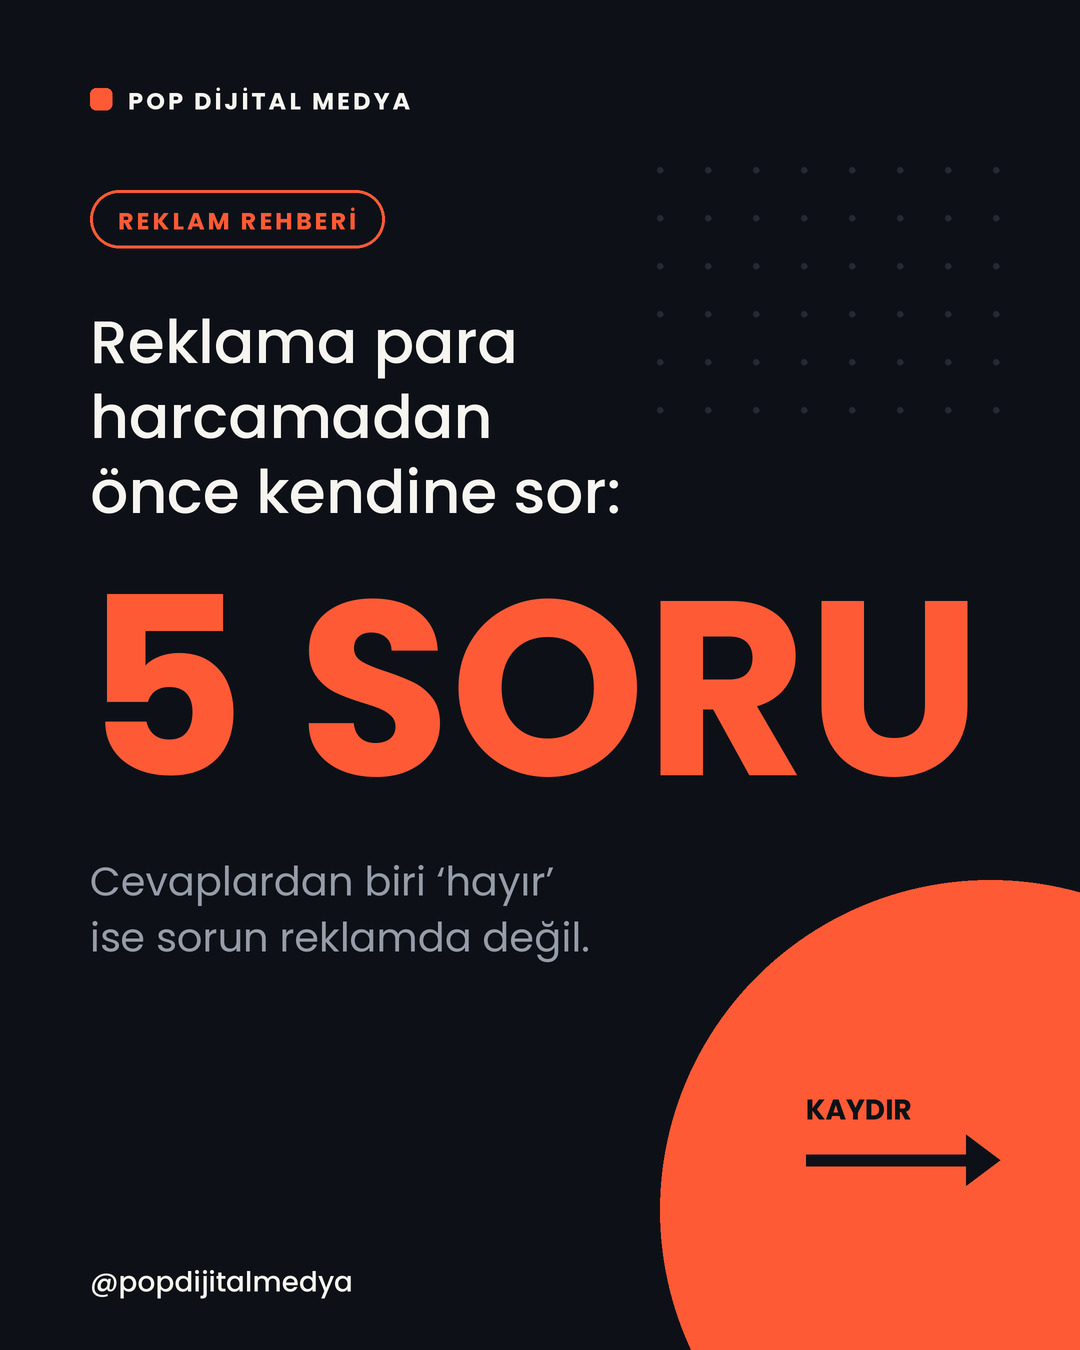 POP DİJİTAL MEDYA
REKLAM REHBERİ
Reklama para
harcamadan
önce kendine sor:
5 SORU
Cevaplardan biri ‘hayır’
ise sorun reklamda değil.
KAYDIR
@popdijitalmedya